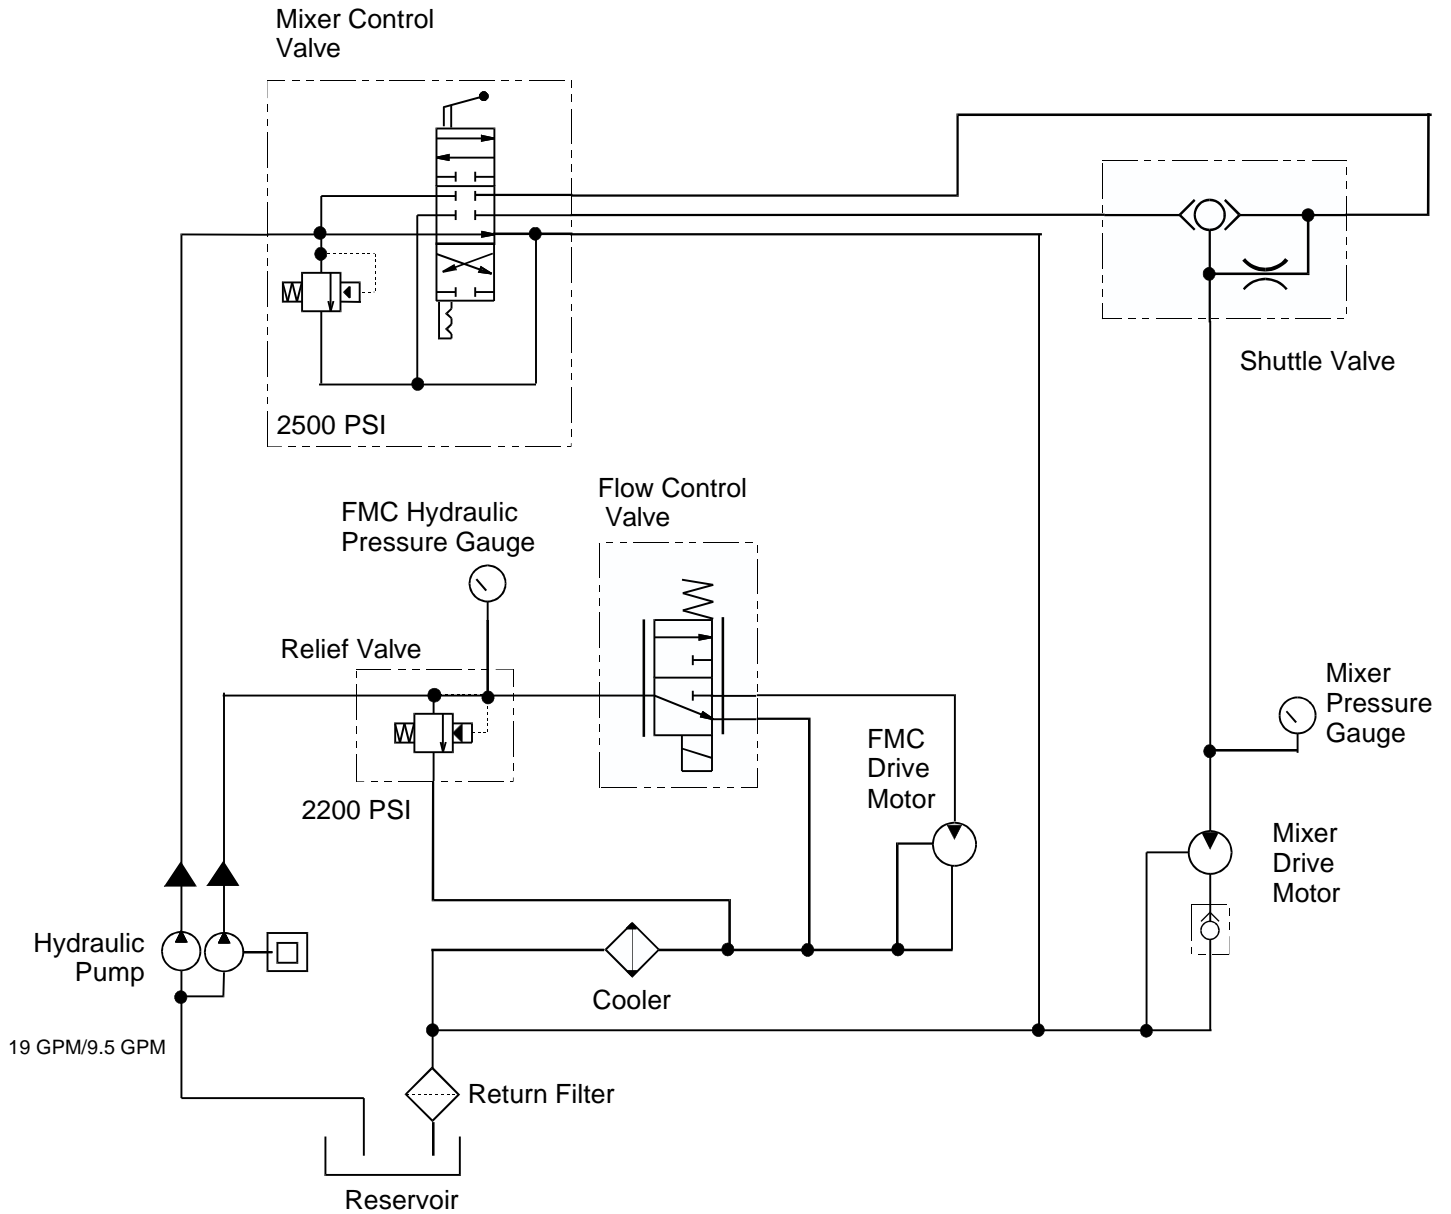 Mixer Control
Valve
2500 PSI
Shuttle Valve
FMC Hydraulic
Pressure Gauge
Flow Control
Valve
Relief Valve
2200 PSI
FMC
Drive
Motor
Mixer
Pressure
Gauge
Mixer
Drive
Motor
Hydraulic
Pump
Cooler
19 GPM/9.5 GPM
Return Filter
Reservoir